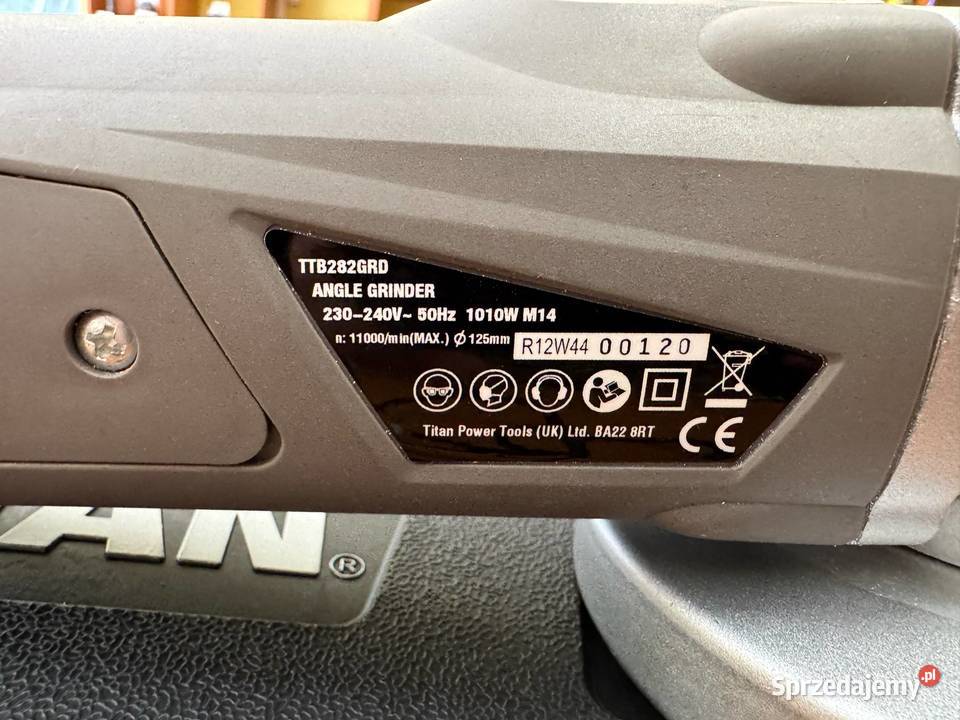 TTB282GRD
ANGLE GRINDER
230-240V~ 50Hz 1010W M14
n: 11000/min(MAX.) Ø 125mm
R12W44 00120
Titan Power Tools (UK) Ltd. BA22 8RT
CE
AN®
Sprzedajemy.pl